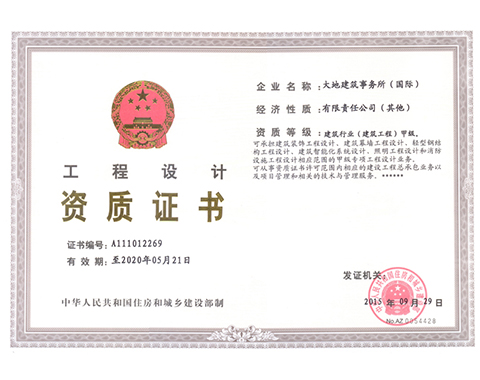 工程设计
资质证书
证书编号：A111012269
有 效 期：至2020年05月21日
中华人民共和国住房和城乡建设部制
企 业 名 称：大地建筑事务所（国际）
经 济 性 质：有限责任公司（其他）
资 质 等 级：建筑行业（建筑工程）甲级。
可承担建筑装饰工程设计、建筑幕墙工程设计、轻型钢结
构工程设计、建筑智能化系统设计、照明工程设计和消防
设施工程设计相应范围的甲级专项工程设计业务。
可从事资质证书许可范围内相应的建设工程总承包业务以
及项目管理和相关的技术与管理服务。******
发证机关：
2015年09月29日
No.AZ 0054428